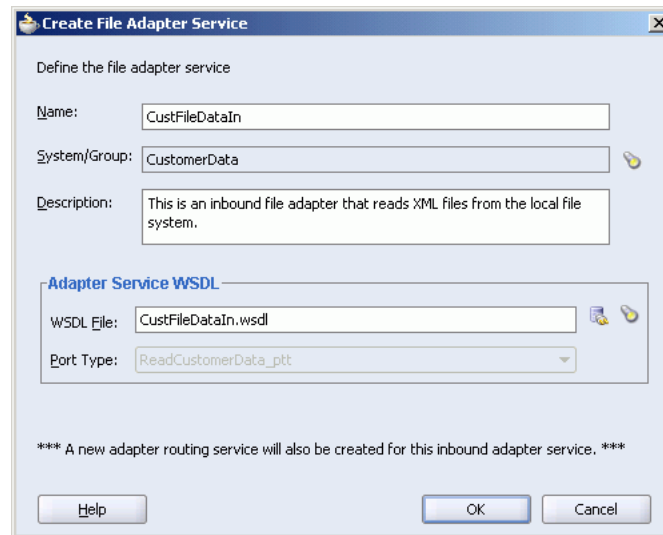 Create File Adapter Service
Define the file adapter service
Name: CustFileDataIn
System/Group: CustomerData
Description: This is an inbound file adapter that reads XML files from the local file
system.
Adapter Service WSDL
WSDL File: CustFileDataIn.wsdl
Port Type: ReadCustomerData_ptt
*** A new adapter routing service will also be created for this inbound adapter service. ***
Help OK Cancel